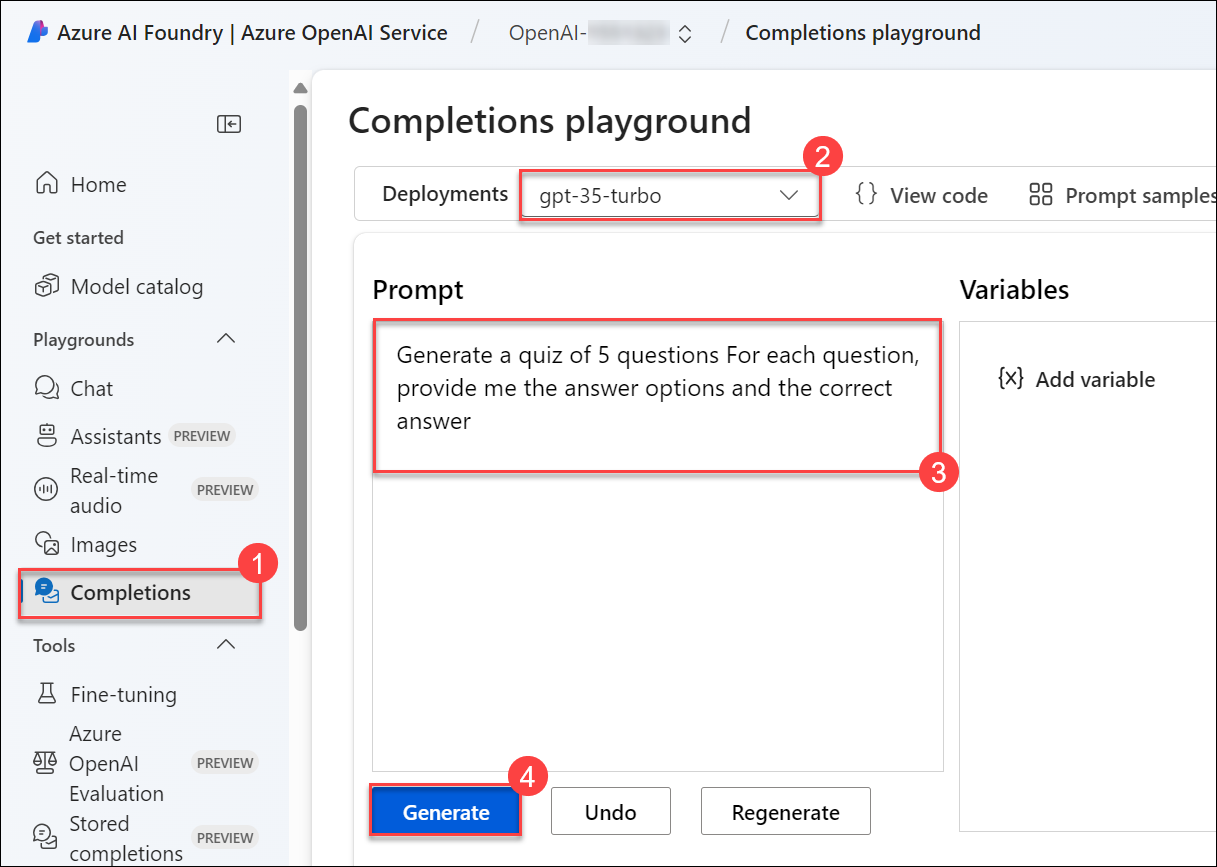 Azure AI Foundry | Azure OpenAI Service / OpenAI- / Completions playground
Home
Get started
Model catalog
Playgrounds
Chat
Assistants PREVIEW
Real-time
audio
PREVIEW
Images
1
Completions
Tools
Fine-tuning
Azure
OpenAI
Evaluation
PREVIEW
Stored
completions
PREVIEW
Completions playground
2
Deployments gpt-35-turbo {} View code Prompt samples
Prompt
Generate a quiz of 5 questions For each question,
provide me the answer options and the correct
answer
3
Variables
{x} Add variable
4
Generate Undo Regenerate